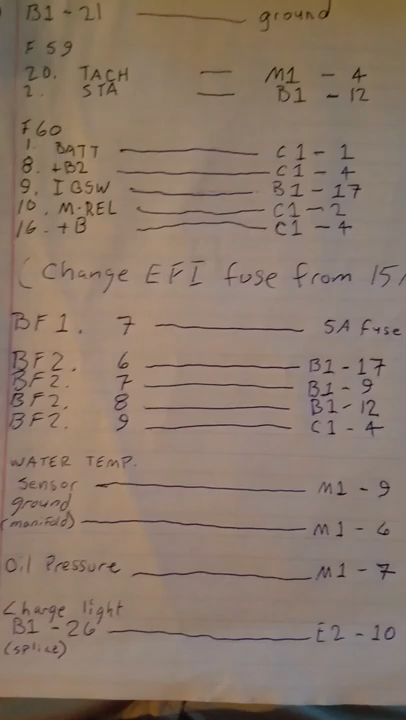 B1 - 21 ground
F59
20. TACH — M1 - 4
2. STA — B1 - 12
F60
1. BATT — C1 - 1
8. +B2 — C1 - 4
9. IGSW — B1 - 17
10. M-REL — C1 - 2
16. +B — C1 - 4
(Change EFI fuse from 15A
BF1. 7 — 5A fuse
BF2. 6 — B1 - 17
BF2. 7 — B1 - 9
BF2. 8 — B1 - 12
BF2. 9 — C1 - 4
WATER TEMP.
Sensor — M1 - 9
ground
(manifold) — M1 - 6
Oil Pressure — M1 - 7
Charge light
B1 - 26 — E2 - 10
(splice)